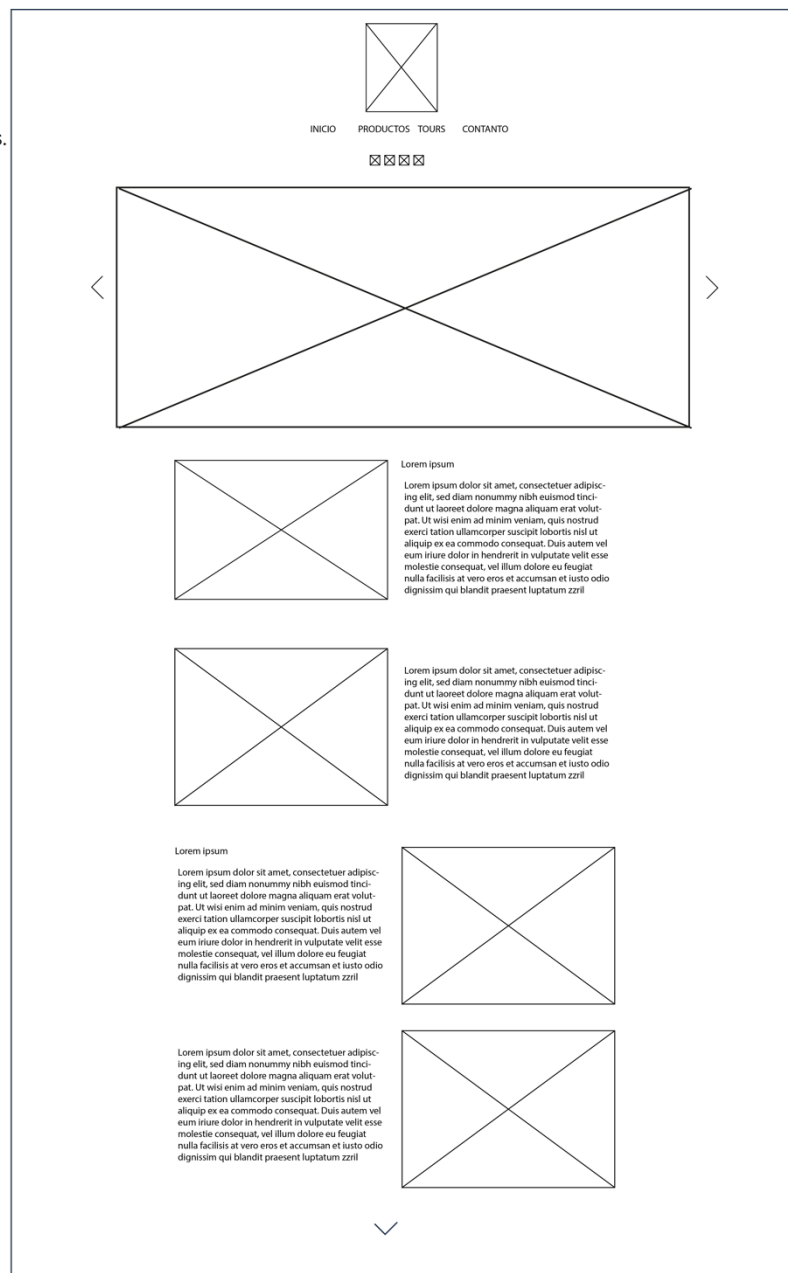 INICIO PRODUCTOS TOURS CONTANTO
s.
Lorem ipsum
Lorem ipsum dolor sit amet, consectetuer adipisc-
ing elit, sed diam nonummy nibh euismod tinci-
dunt ut laoreet dolore magna aliquam erat volut-
pat. Ut wisi enim ad minim veniam, quis nostrud
exerci tation ullamcorper suscipit lobortis nisl ut
aliquip ex ea commodo consequat. Duis autem vel
eum iriure dolor in hendrerit in vulputate velit esse
molestie consequat, vel illum dolore eu feugiat
nulla facilisis at vero eros et accumsan et iusto odio
dignissim qui blandit praesent luptatum zzril
Lorem ipsum dolor sit amet, consectetuer adipisc-
ing elit, sed diam nonummy nibh euismod tinci-
dunt ut laoreet dolore magna aliquam erat volut-
pat. Ut wisi enim ad minim veniam, quis nostrud
exerci tation ullamcorper suscipit lobortis nisl ut
aliquip ex ea commodo consequat. Duis autem vel
eum iriure dolor in hendrerit in vulputate velit esse
molestie consequat, vel illum dolore eu feugiat
nulla facilisis at vero eros et accumsan et iusto odio
dignissim qui blandit praesent luptatum zzril
Lorem ipsum
Lorem ipsum dolor sit amet, consectetuer adipisc-
ing elit, sed diam nonummy nibh euismod tinci-
dunt ut laoreet dolore magna aliquam erat volut-
pat. Ut wisi enim ad minim veniam, quis nostrud
exerci tation ullamcorper suscipit lobortis nisl ut
aliquip ex ea commodo consequat. Duis autem vel
eum iriure dolor in hendrerit in vulputate velit esse
molestie consequat, vel illum dolore eu feugiat
nulla facilisis at vero eros et accumsan et iusto odio
dignissim qui blandit praesent luptatum zzril
Lorem ipsum dolor sit amet, consectetuer adipisc-
ing elit, sed diam nonummy nibh euismod tinci-
dunt ut laoreet dolore magna aliquam erat volut-
pat. Ut wisi enim ad minim veniam, quis nostrud
exerci tation ullamcorper suscipit lobortis nisl ut
aliquip ex ea commodo consequat. Duis autem vel
eum iriure dolor in hendrerit in vulputate velit esse
molestie consequat, vel illum dolore eu feugiat
nulla facilisis at vero eros et accumsan et iusto odio
dignissim qui blandit praesent luptatum zzril